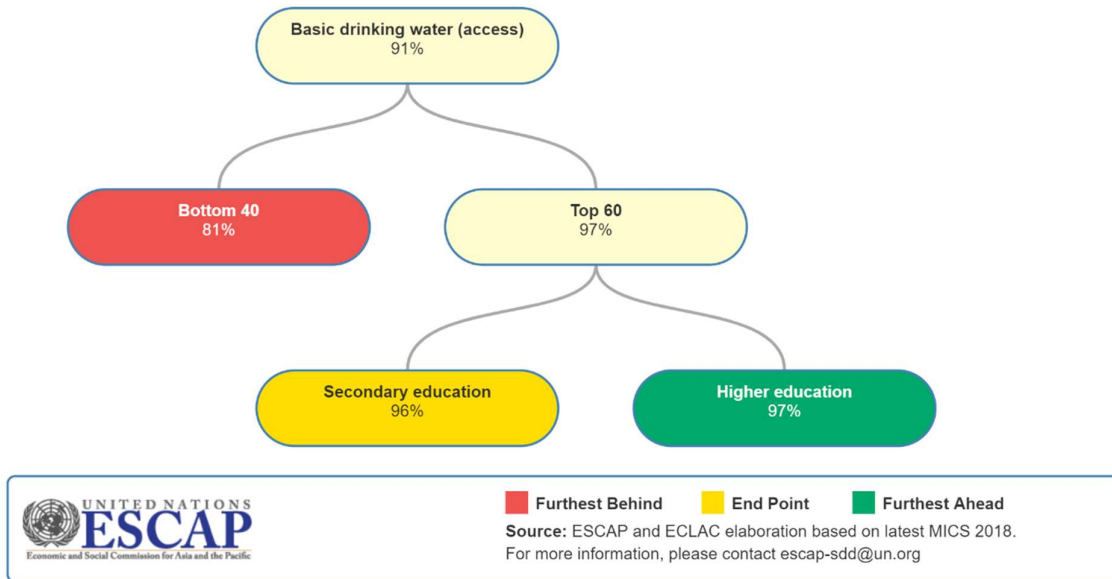 Basic drinking water (access)
91%
Bottom 40
81%
Top 60
97%
Secondary education
96%
Higher education
97%
UNITED NATIONS
ESCAP
Economic and Social Commission for Asia and the Pacific
Furthest Behind
End Point
Furthest Ahead
Source: ESCAP and ECLAC elaboration based on latest MICS 2018.
For more information, please contact escap-sdd@un.org